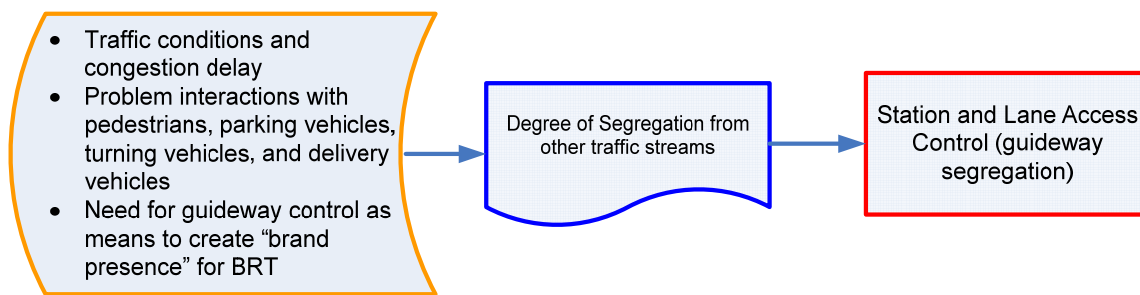 • Traffic conditions and
congestion delay
• Problem interactions with
pedestrians, parking vehicles,
turning vehicles, and delivery
vehicles
• Need for guideway control as
means to create “brand
presence” for BRT
Degree of Segregation from
other traffic streams
Station and Lane Access
Control (guideway
segregation)